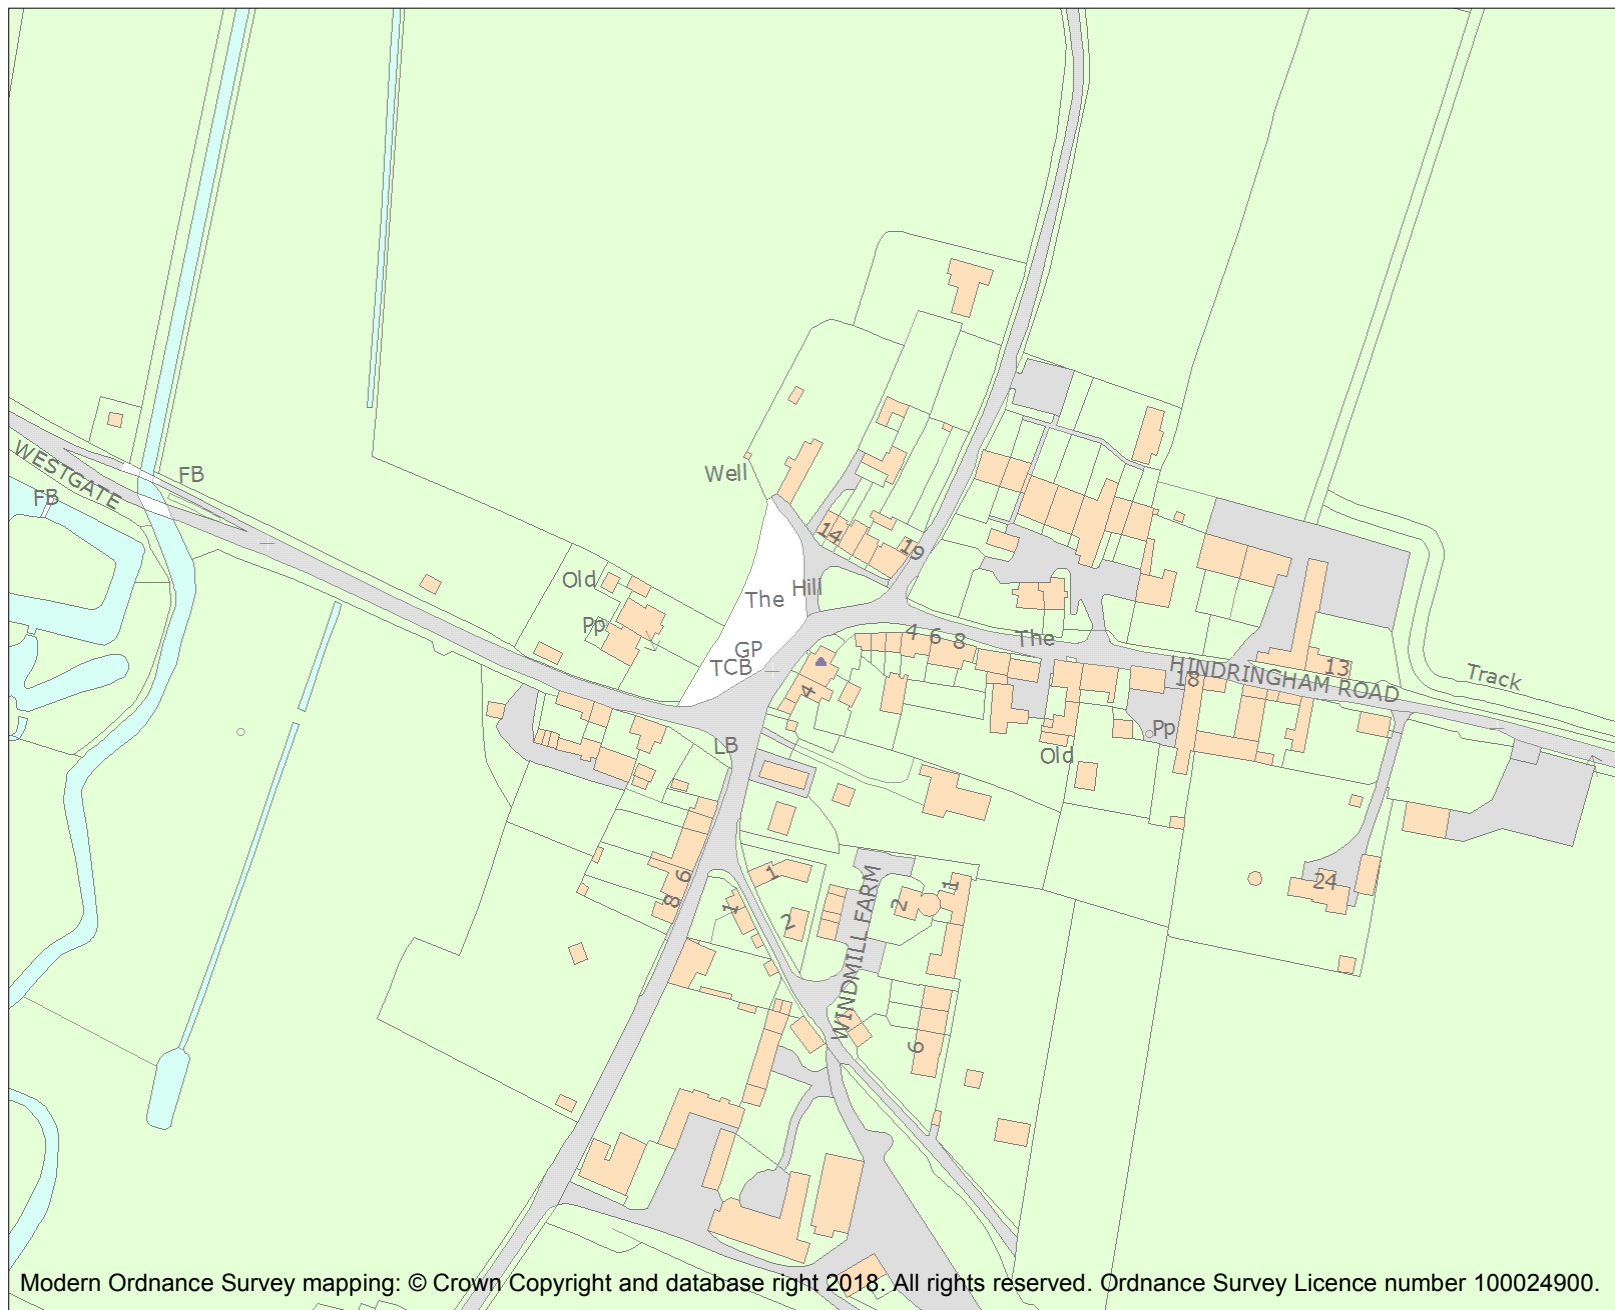 WESTGATE
FB
FB
Well
14
19
Old
The Hill
Pp
GP
TCB
4 6 8
The
4
HINDRINGHAM ROAD
13
18
Track
LB
Pp
Old
6
8
1
1
2
WINDMILL FARM
2
1
24
6
Modern Ordnance Survey mapping: © Crown Copyright and database right 2018. All rights reserved. Ordnance Survey Licence number 100024900.